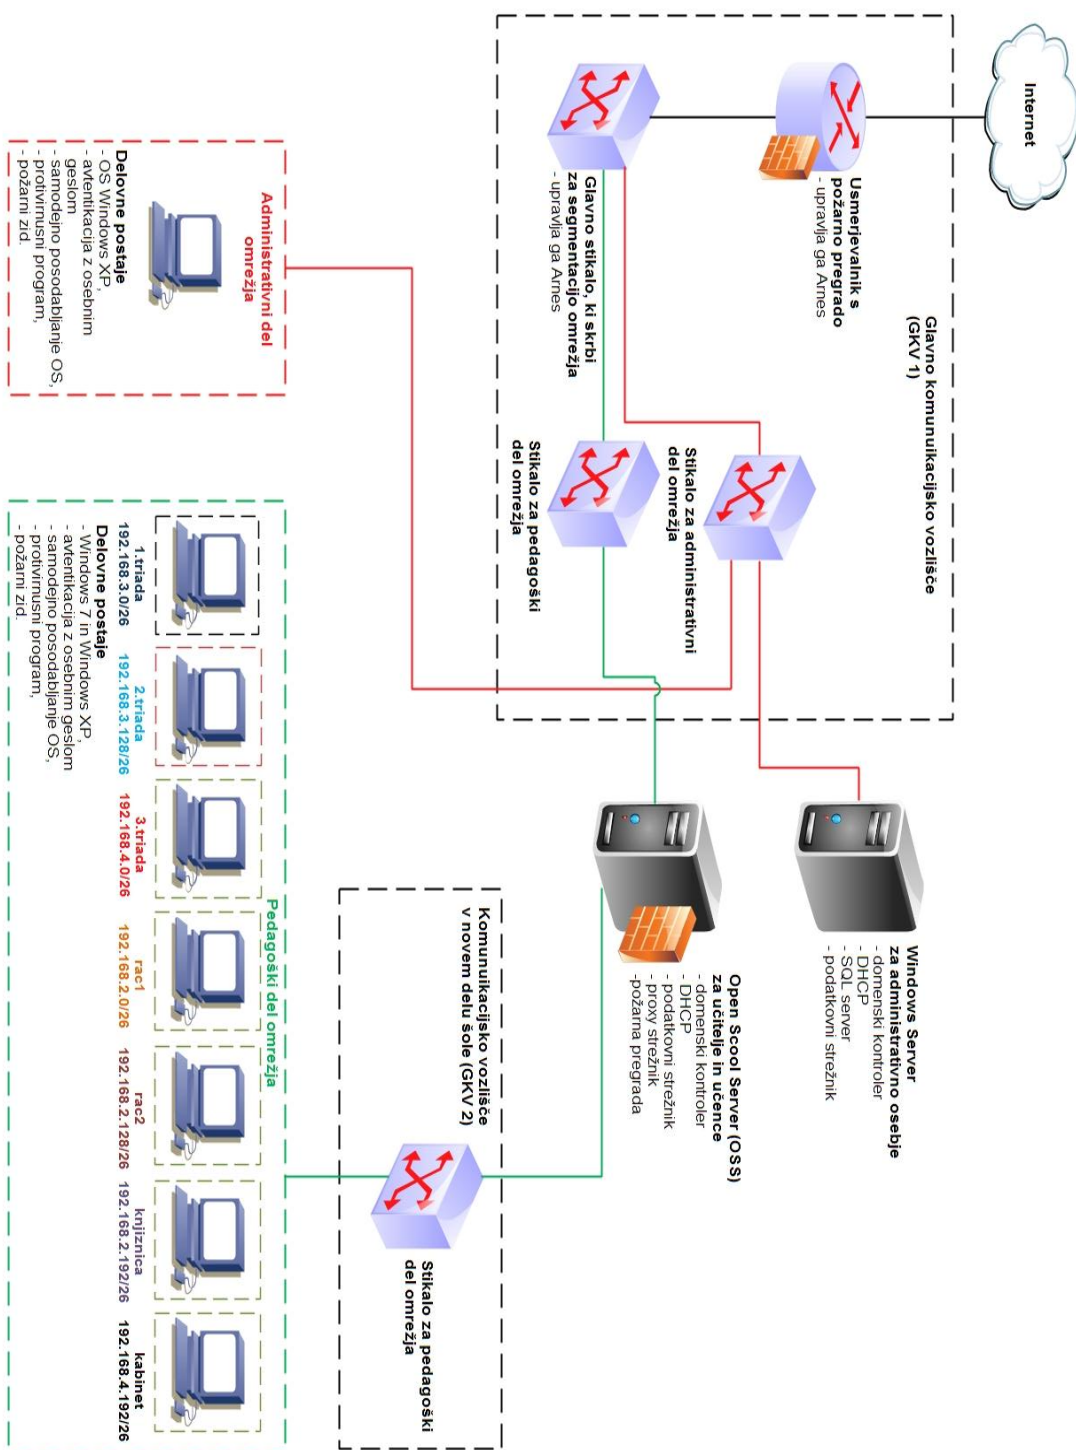 Internet
Glavno komunuikacijsko vozlišče
(GKV 1)
Usmerjevalnik s
požarno pregrado
- upravlja ga Arnes
Glavno stikalo, ki skrbi
za segmentacijo omrežja
- upravlja ga Arnes
Stikalo za administrativni
del omrežja
Stikalo za pedagoški
del omrežja
Windows Server
za administrativno osebje
- domenski kontroler
- DHCP
- SQL server
- podatkovni strežnik
Open Scool Server (OSS)
za učitelje in učence
- domenski kontroler
- DHCP
- podatkovni strežnik
- proxy strežnik
-požarna pregrada
Komunuikacijsko vozlišče
v novem delu šole (GKV 2)
Stikalo za pedagoški
del omrežja
Administrativni del
omrežja
Delovne postaje
- OS Windows XP,
- avtentikacija z osebnim
geslom
- samodejno posodabljanje OS,
- protivirnusni program,
- požarni zid.
Pedagoški del omrežja
1.triada
192.168.3.0/26
2.triada
192.168.3.128/26
3.triada
192.168.4.0/26
rac1
192.168.2.0/26
rac2
192.168.2.128/26
knjiznica
192.168.2.192/26
kabinet
192.168.4.192/26
Delovne postaje
- Windows 7 in Windows XP,
- avtentikacija z osebnim geslom
- samodejno posodabljanje OS,
- protivirnusni program,
- požarni zid.